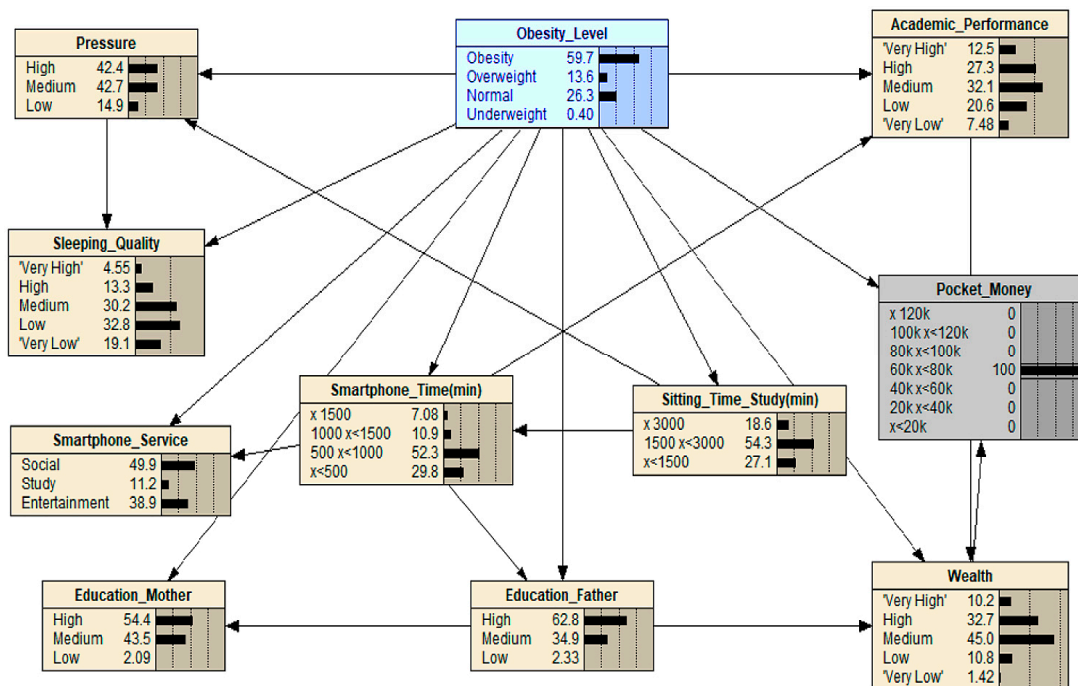 Pressure
High 42.4
Medium 42.7
Low 14.9
Obesity_Level
Obesity 59.7
Overweight 13.6
Normal 26.3
Underweight 0.40
Academic_Performance
'Very High' 12.5
High 27.3
Medium 32.1
Low 20.6
'Very Low' 7.48
Sleeping_Quality
'Very High' 4.55
High 13.3
Medium 30.2
Low 32.8
'Very Low' 19.1
Pocket_Money
x 120k 0
100k x<120k 0
80k x<100k 0
60k x<80k 100
40k x<60k 0
20k x<40k 0
x<20k 0
Smartphone_Time(min)
x 1500 7.08
1000 x<1500 10.9
500 x<1000 52.3
x<500 29.8
Sitting_Time_Study(min)
x 3000 18.6
1500 x<3000 54.3
x<1500 27.1
Smartphone_Service
Social 49.9
Study 11.2
Entertainment 38.9
Education_Mother
High 54.4
Medium 43.5
Low 2.09
Education_Father
High 62.8
Medium 34.9
Low 2.33
Wealth
'Very High' 10.2
High 32.7
Medium 45.0
Low 10.8
'Very Low' 1.42